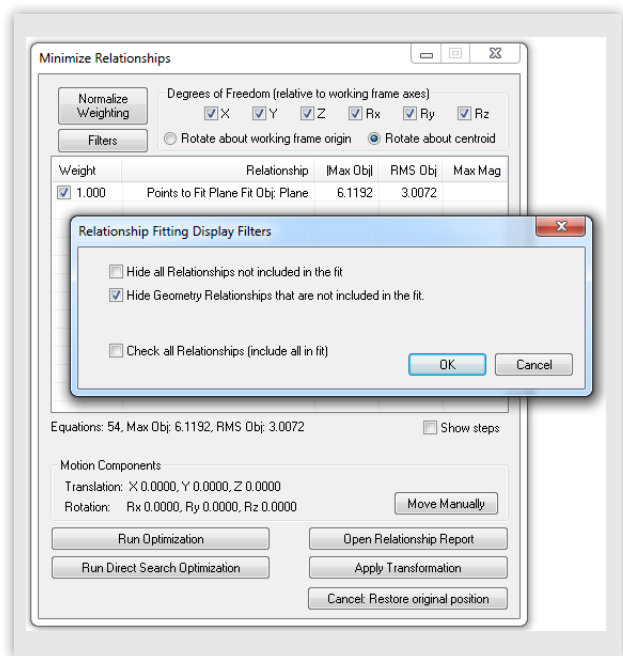 Minimize Relationships
Normalize
Weighting
Filters
Degrees of Freedom (relative to working frame axes)
X Y Z Rx Ry Rz
Rotate about working frame origin Rotate about centroid
Weight Relationship |Max Obj| RMS Obj Max Mag
1.000 Points to Fit Plane Fit Obj: Plane 6.1192 3.0072
Relationship Fitting Display Filters
Hide all Relationships not included in the fit
Hide Geometry Relationships that are not included in the fit.
Check all Relationships (include all in fit)
OK Cancel
Equations: 54, Max Obj: 6.1192, RMS Obj: 3.0072 Show steps
Motion Components
Translation: X 0.0000, Y 0.0000, Z 0.0000
Rotation: Rx 0.0000, Ry 0.0000, Rz 0.0000 Move Manually
Run Optimization Open Relationship Report
Run Direct Search Optimization Apply Transformation
Cancel: Restore original position